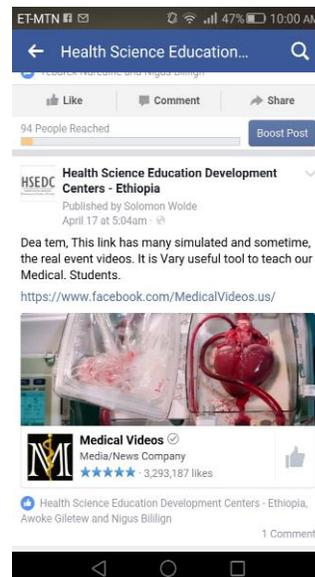 ET-MTN 47% 10:00 AM
Health Science Education...
Like Comment Share
94 People Reached
Boost Post
HSEDC
Health Science Education Development
Centers - Ethiopia
Published by Solomon Wolde
April 17 at 5:04am ·
Dea tem, This link has many simulated and sometime,
the real event videos. It is Vary useful tool to teach our
Medical. Students.
https://www.facebook.com/MedicalVideos.us/
M
Medical Videos
Media/News Company
★★★★★ · 3,293,187 likes
Health Science Education Development Centers - Ethiopia,
Awoke Giletew and Nigus Bililign
1 Comment